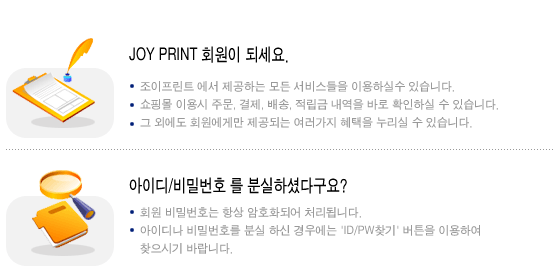 JOY PRINT 회원이 되세요.
조이프린트 에서 제공하는 모든 서비스들을 이용하실수 있습니다.
쇼핑몰 이용시 주문, 결제, 배송, 적립금 내역을 바로 확인하실 수 있습니다.
그 외에도 회원에게만 제공되는 여러가지 혜택을 누리실 수 있습니다.
아이디/비밀번호 를 분실하셨다구요?
회원 비밀번호는 항상 암호화되어 처리됩니다.
아이디나 비밀번호를 분실 하신 경우에는 'ID/PW찾기' 버튼을 이용하여
찾으시기 바랍니다.